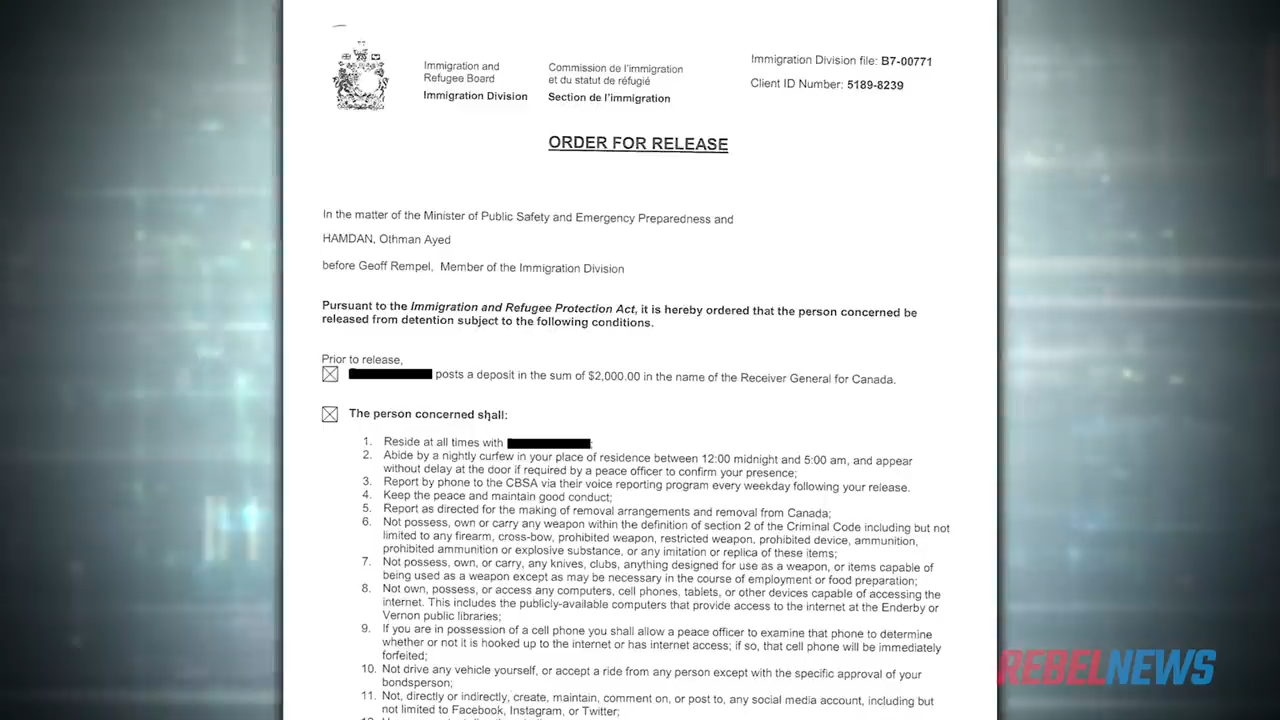 Immigration and
Refugee Board
Immigration Division
Commission de l'immigration
et du statut de réfugié
Section de l'immigration
Immigration Division file: B7-00771
Client ID Number: 5189-8239
ORDER FOR RELEASE
In the matter of the Minister of Public Safety and Emergency Preparedness and
HAMDAN, Othman Ayed
before Geoff Rempel, Member of the Immigration Division
Pursuant to the Immigration and Refugee Protection Act, it is hereby ordered that the person concerned be
released from detention subject to the following conditions.
Prior to release,
posts a deposit in the sum of $2,000.00 in the name of the Receiver General for Canada.
The person concerned shall:
1. Reside at all times with
2. Abide by a nightly curfew in your place of residence between 12:00 midnight and 5:00 am, and appear
without delay at the door if required by a peace officer to confirm your presence;
3. Report by phone to the CBSA via their voice reporting program every weekday following your release.
4. Keep the peace and maintain good conduct;
5. Report as directed for the making of removal arrangements and removal from Canada;
6. Not possess, own or carry any weapon within the definition of section 2 of the Criminal Code including but not
limited to any firearm, cross-bow, prohibited weapon, restricted weapon, prohibited device, ammunition,
prohibited ammunition or explosive substance, or any imitation or replica of these items;
7. Not possess, own, or carry, any knives, clubs, anything designed for use as a weapon, or items capable of
being used as a weapon except as may be necessary in the course of employment or food preparation;
8. Not own, possess, or access any computers, cell phones, tablets, or other devices capable of accessing the
internet. This includes the publicly-available computers that provide access to the internet at the Enderby or
Vernon public libraries;
9. If you are in possession of a cell phone you shall allow a peace officer to examine that phone to determine
whether or not it is hooked up to the internet or has internet access; if so, that cell phone will be immediately
forfeited;
10. Not drive any vehicle yourself, or accept a ride from any person except with the specific approval of your
bondsperson;
11. Not, directly or indirectly, create, maintain, comment on, or post to, any social media account, including but
not limited to Facebook, Instagram, or Twitter;
REBELNEWS